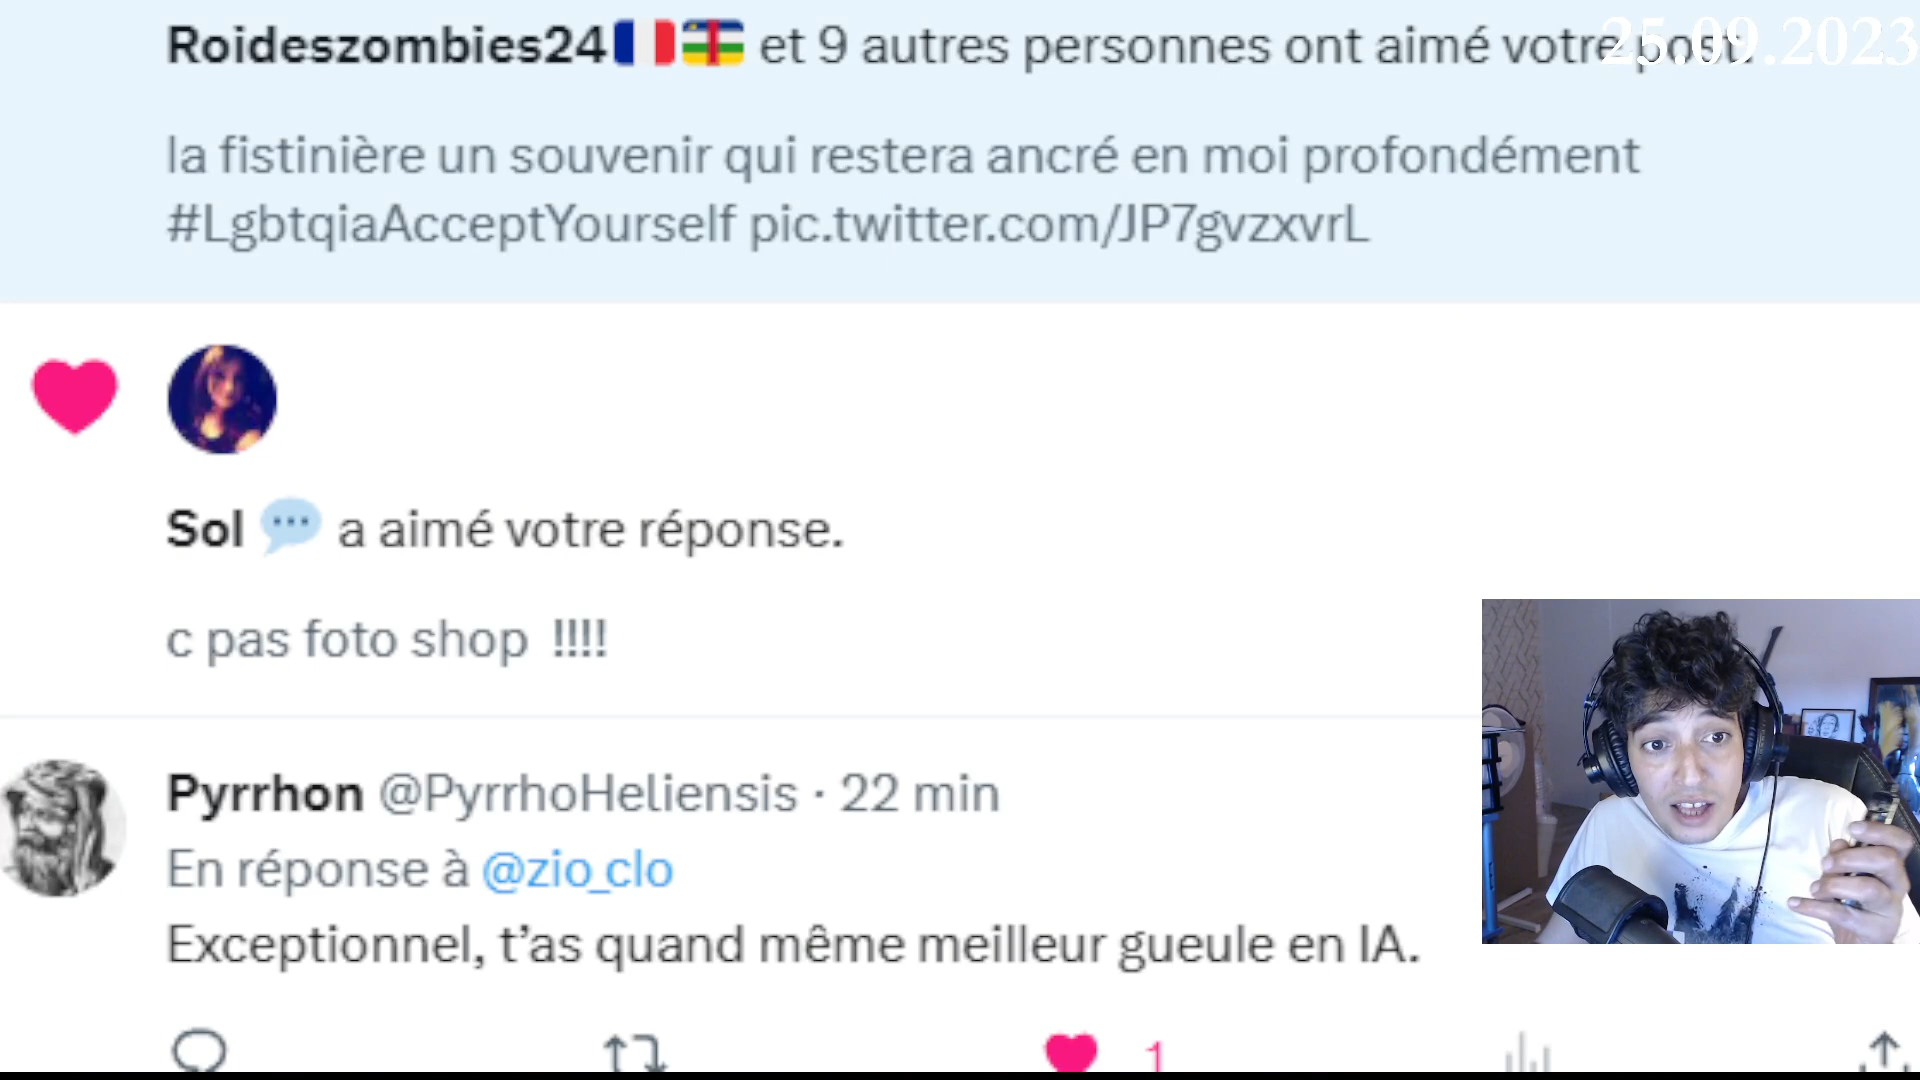 Roideszombies24 et 9 autres personnes ont aimé votre post.
25.09.2023
la fistinière un souvenir qui restera ancré en moi profondément
#LgbtqiaAcceptYourself pic.twitter.com/JP7gvzxvrL
Sol a aimé votre réponse.
c pas foto shop !!!!
Pyrrhon @PyrrhoHeliensis · 22 min
En réponse à @zio_clo
Exceptionnel, t’as quand même meilleur gueule en IA.
1